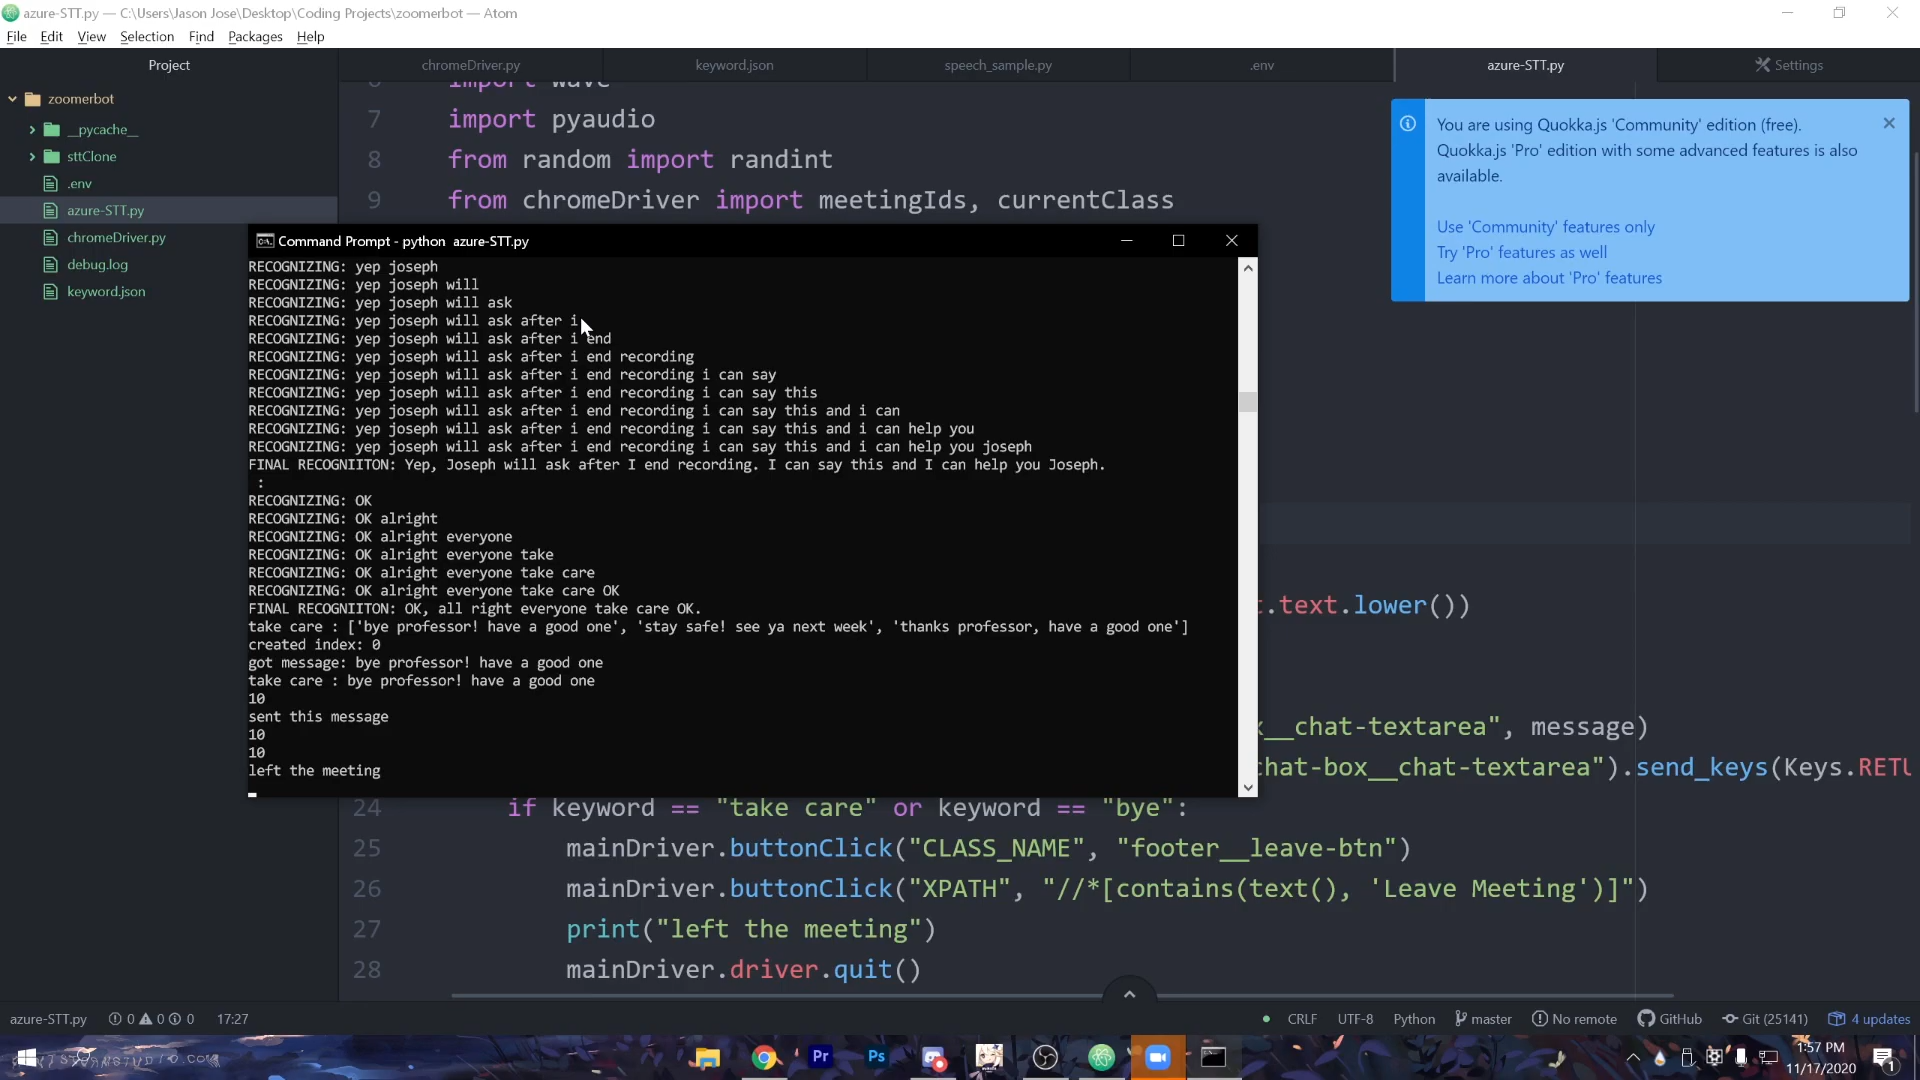 azure-STT.py — C:\Users\Jason Jose\Desktop\Coding Projects\zoomerbot — Atom
File Edit View Selection Find Packages Help
Project
chromeDriver.py keyword.json speech_sample.py .env azure-STT.py Settings
zoomerbot
__pycache__
sttClone
.env
azure-STT.py
chromeDriver.py
debug.log
keyword.json
6 import wave
7 import pyaudio
8 from random import randint
9 from chromeDriver import meetingIds, currentClass
You are using Quokka.js 'Community' edition (free).
Quokka.js 'Pro' edition with some advanced features is also
available.
Use 'Community' features only
Try 'Pro' features as well
Learn more about 'Pro' features
Command Prompt - python azure-STT.py
RECOGNIZING: yep joseph
RECOGNIZING: yep joseph will
RECOGNIZING: yep joseph will ask
RECOGNIZING: yep joseph will ask after i
RECOGNIZING: yep joseph will ask after i end
RECOGNIZING: yep joseph will ask after i end recording
RECOGNIZING: yep joseph will ask after i end recording i can say
RECOGNIZING: yep joseph will ask after i end recording i can say this
RECOGNIZING: yep joseph will ask after i end recording i can say this and i can
RECOGNIZING: yep joseph will ask after i end recording i can say this and i can help you
RECOGNIZING: yep joseph will ask after i end recording i can say this and i can help you joseph
FINAL RECOGNIITON: Yep, Joseph will ask after I end recording. I can say this and I can help you Joseph.
:
RECOGNIZING: OK
RECOGNIZING: OK alright
RECOGNIZING: OK alright everyone
RECOGNIZING: OK alright everyone take
RECOGNIZING: OK alright everyone take care
RECOGNIZING: OK alright everyone take care OK
FINAL RECOGNIITON: OK, all right everyone take care OK.
take care : ['bye professor! have a good one', 'stay safe! see ya next week', 'thanks professor, have a good one']
created index: 0
got message: bye professor! have a good one
take care : bye professor! have a good one
10
sent this message
10
10
left the meeting
t.text.lower())
x__chat-textarea", message)
chat-box__chat-textarea").send_keys(Keys.RETU
24 if keyword == "take care" or keyword == "bye":
25 mainDriver.buttonClick("CLASS_NAME", "footer__leave-btn")
26 mainDriver.buttonClick("XPATH", "//*[contains(text(), 'Leave Meeting')]")
27 print("left the meeting")
28 mainDriver.driver.quit()
azure-STT.py 0 0 0 17:27 CRLF UTF-8 Python master No remote GitHub Git (25141) 4 updates
Pr Ps
1:57 PM
11/17/2020
1